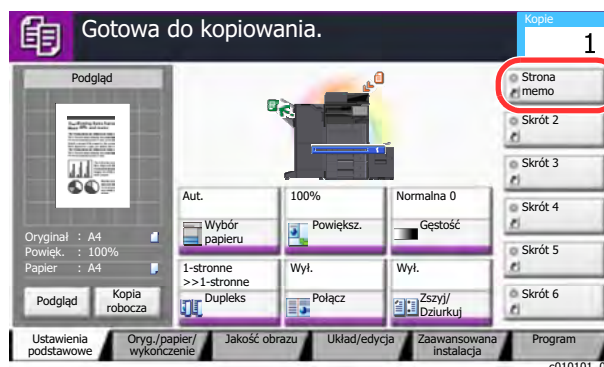 Gotowa do kopiowania.
Kopie
1
Podgląd
Oryginał : A4
Powięk. : 100%
Papier : A4
Podgląd
Kopia
robocza
Aut.
Wybór
papieru
100%
Powiększ.
Normalna 0
Gęstość
1-stronne
>>1-stronne
Dupleks
Wył.
Połącz
Wył.
Zszyj/
Dziurkuj
Strona
memo
Skrót 2
Skrót 3
Skrót 4
Skrót 5
Skrót 6
Ustawienia
podstawowe
Oryg./papier/
wykończenie
Jakość obrazu
Układ/edycja
Zaawansowana
instalacja
Program